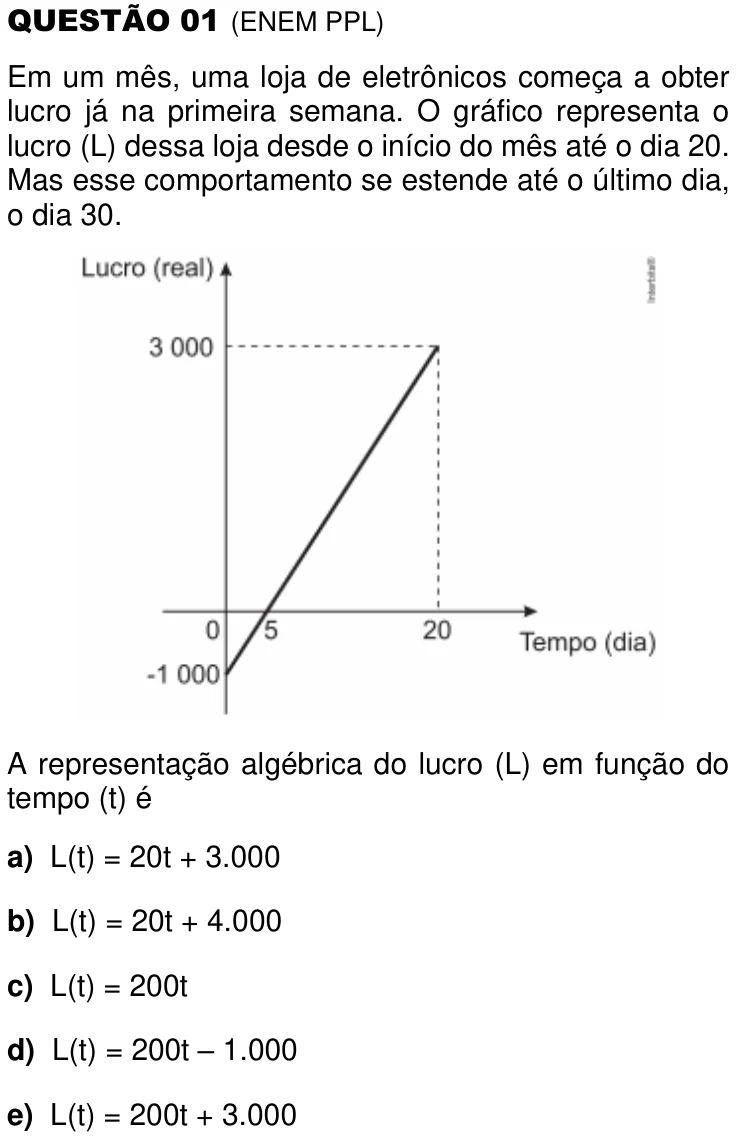 QUESTÃO 01 (ENEM PPL)
Em um mês, uma loja de eletrônicos começa a obter
lucro já na primeira semana. O gráfico representa o
lucro (L) dessa loja desde o início do mês até o dia 20.
Mas esse comportamento se estende até o último dia,
o dia 30.
Lucro (real)
Interbits®
3 000
0
5
20
Tempo (dia)
-1 000
A representação algébrica do lucro (L) em função do
tempo (t) é
a) L(t) = 20t + 3.000
b) L(t) = 20t + 4.000
c) L(t) = 200t
d) L(t) = 200t – 1.000
e) L(t) = 200t + 3.000